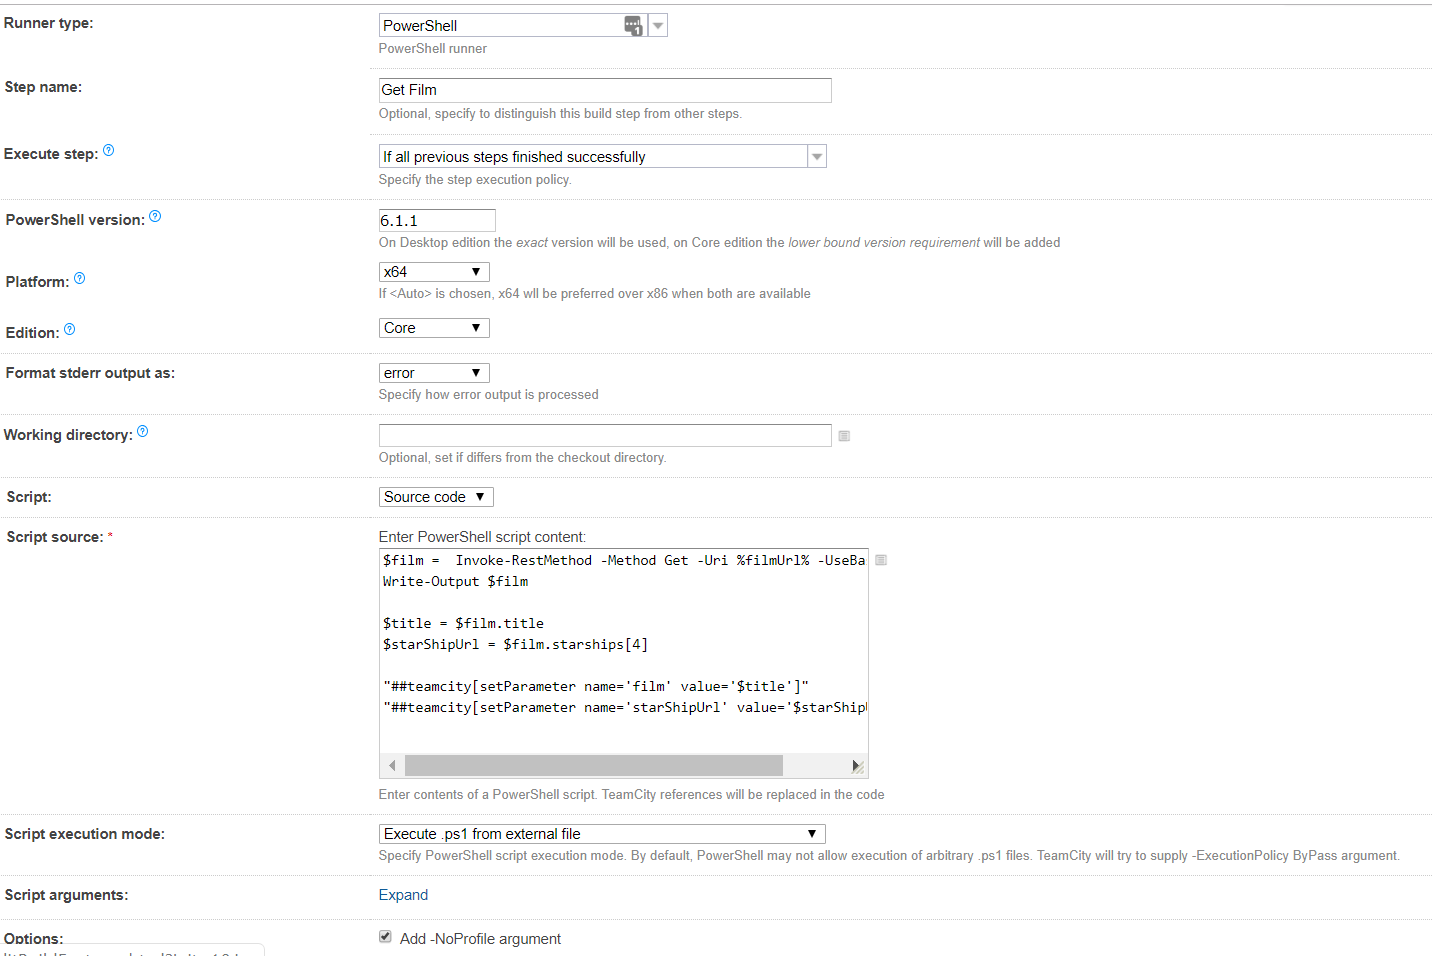 Runner type:
PowerShell
1
PowerShell runner
Step name:
Get Film
Optional, specify to distinguish this build step from other steps.
Execute step: ?
If all previous steps finished successfully
Specify the step execution policy.
PowerShell version: ?
6.1.1
On Desktop edition the exact version will be used, on Core edition the lower bound version requirement will be added
Platform: ?
x64
If <Auto> is chosen, x64 wll be preferred over x86 when both are available
Edition: ?
Core
Format stderr output as:
error
Specify how error output is processed
Working directory: ?
Optional, set if differs from the checkout directory.
Script:
Source code
Script source: *
Enter PowerShell script content:
$film =  Invoke-RestMethod -Method Get -Uri %filmUrl% -UseBa
Write-Output $film
$title = $film.title
$starShipUrl = $film.starships[4]
"##teamcity[setParameter name='film' value='$title']"
"##teamcity[setParameter name='starShipUrl' value='$starShip
Enter contents of a PowerShell script. TeamCity references will be replaced in the code
Script execution mode:
Execute .ps1 from external file
Specify PowerShell script execution mode. By default, PowerShell may not allow execution of arbitrary .ps1 files. TeamCity will try to supply -ExecutionPolicy ByPass argument.
Script arguments:
Expand
Options:
Add -NoProfile argument